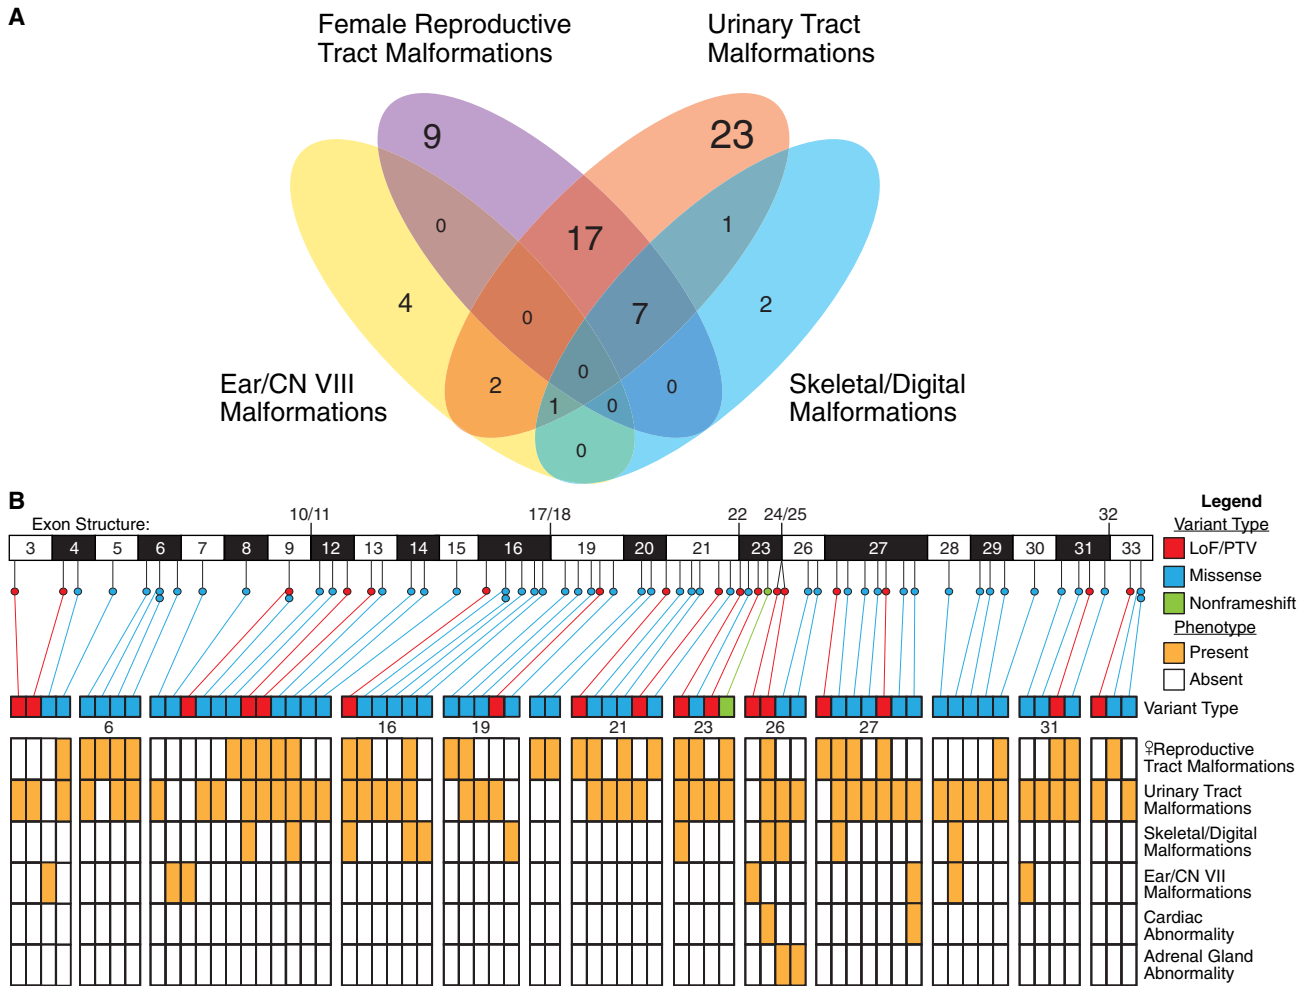 A
Female Reproductive
Tract Malformations
Urinary Tract
Malformations
9
23
0
17
1
4
0
7
2
Ear/CN VIII
Malformations
2
0
1
0
0
Skeletal/Digital
Malformations
0
B
Legend
Exon Structure:
10/11
17/18
22
24/25
32
Variant Type
3 4 5 6 7 8 9 12 13 14 15 16 19 20 21 23 26 27 28 29 30 31 33
LoF/PTV
Missense
Nonframeshift
Phenotype
Present
Absent
Variant Type
6 16 19 21 23 26 27 31
♀Reproductive
Tract Malformations
Urinary Tract
Malformations
Skeletal/Digital
Malformations
Ear/CN VII
Malformations
Cardiac
Abnormality
Adrenal Gland
Abnormality